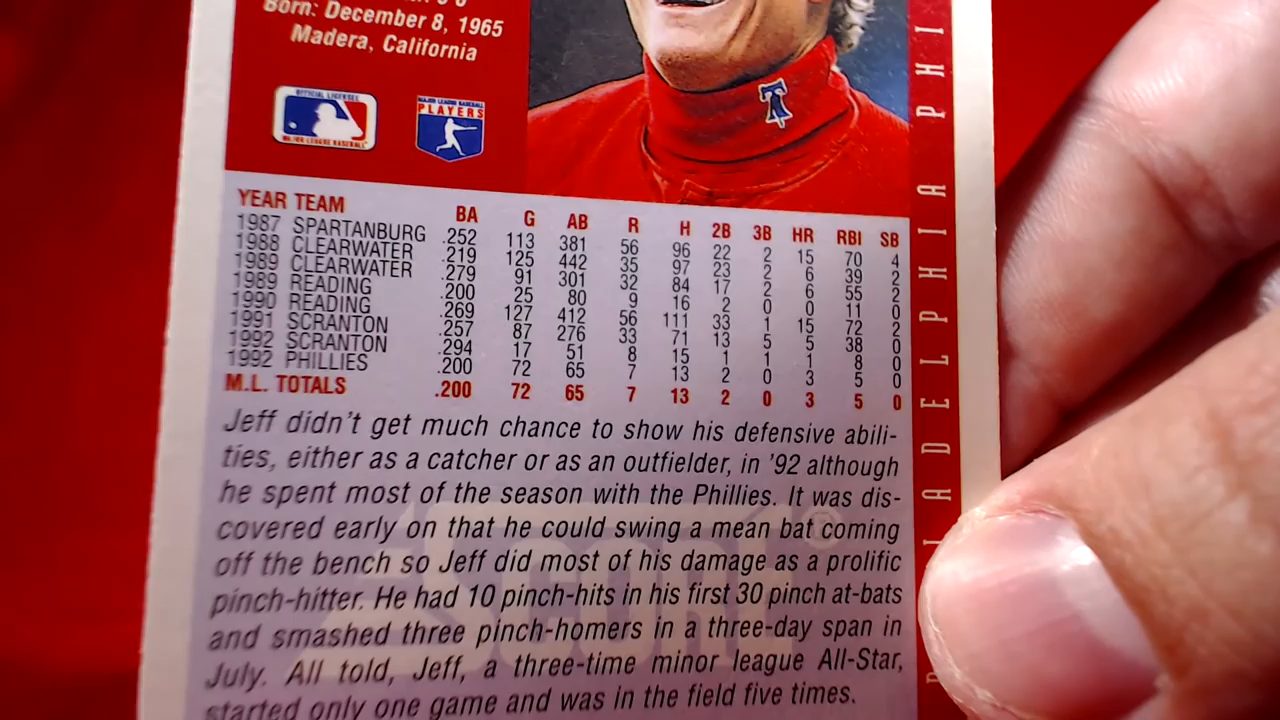 Born: December 8, 1965
Madera, California
OFFICIAL LICENSEE
MAJOR LEAGUE BASEBALL
MAJOR LEAGUE BASEBALL
PLAYERS
YEAR TEAM BA G AB R H 2B 3B HR RBI SB
1987 SPARTANBURG .252 113 381 56 96 22 2 15 70 4
1988 CLEARWATER .219 125 442 35 97 23 2 6 39 2
1989 CLEARWATER .279 91 301 32 84 17 2 6 55 2
1989 READING .200 25 80 9 16 2 0 0 11 0
1990 READING .269 127 412 56 111 33 1 15 72 2
1991 SCRANTON .257 87 276 33 71 13 5 5 38 0
1992 SCRANTON .294 17 51 8 15 1 1 1 8 0
1992 PHILLIES .200 72 65 7 13 2 0 3 5 0
M.L. TOTALS .200 72 65 7 13 2 0 3 5 0
Jeff didn't get much chance to show his defensive abili-
ties, either as a catcher or as an outfielder, in '92 although
he spent most of the season with the Phillies. It was dis-
covered early on that he could swing a mean bat coming
off the bench so Jeff did most of his damage as a prolific
pinch-hitter. He had 10 pinch-hits in his first 30 pinch at-bats
and smashed three pinch-homers in a three-day span in
July. All told, Jeff, a three-time minor league All-Star,
started only one game and was in the field five times.
SCORE ®
ADELPHIA PHI